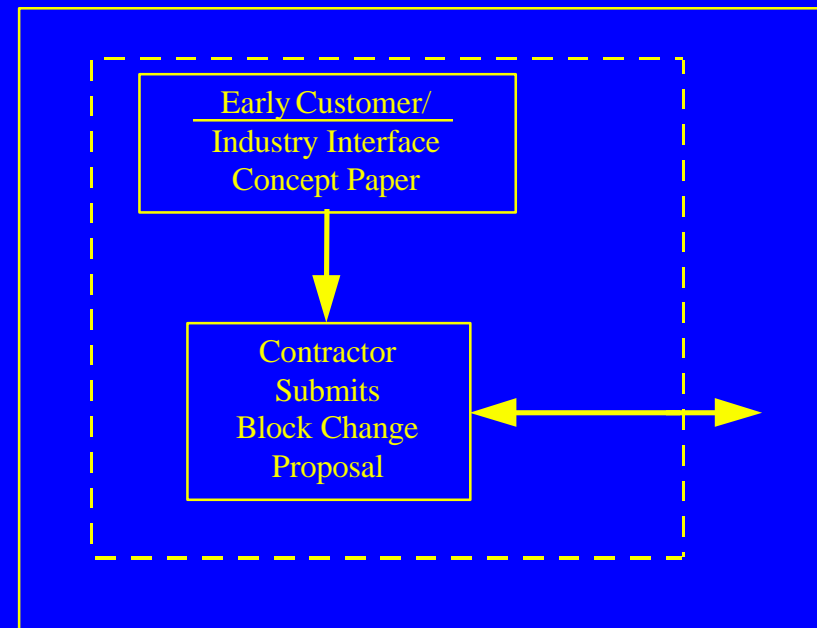 Early Customer/
Industry Interface
Concept Paper
Contractor
Submits
Block Change
Proposal